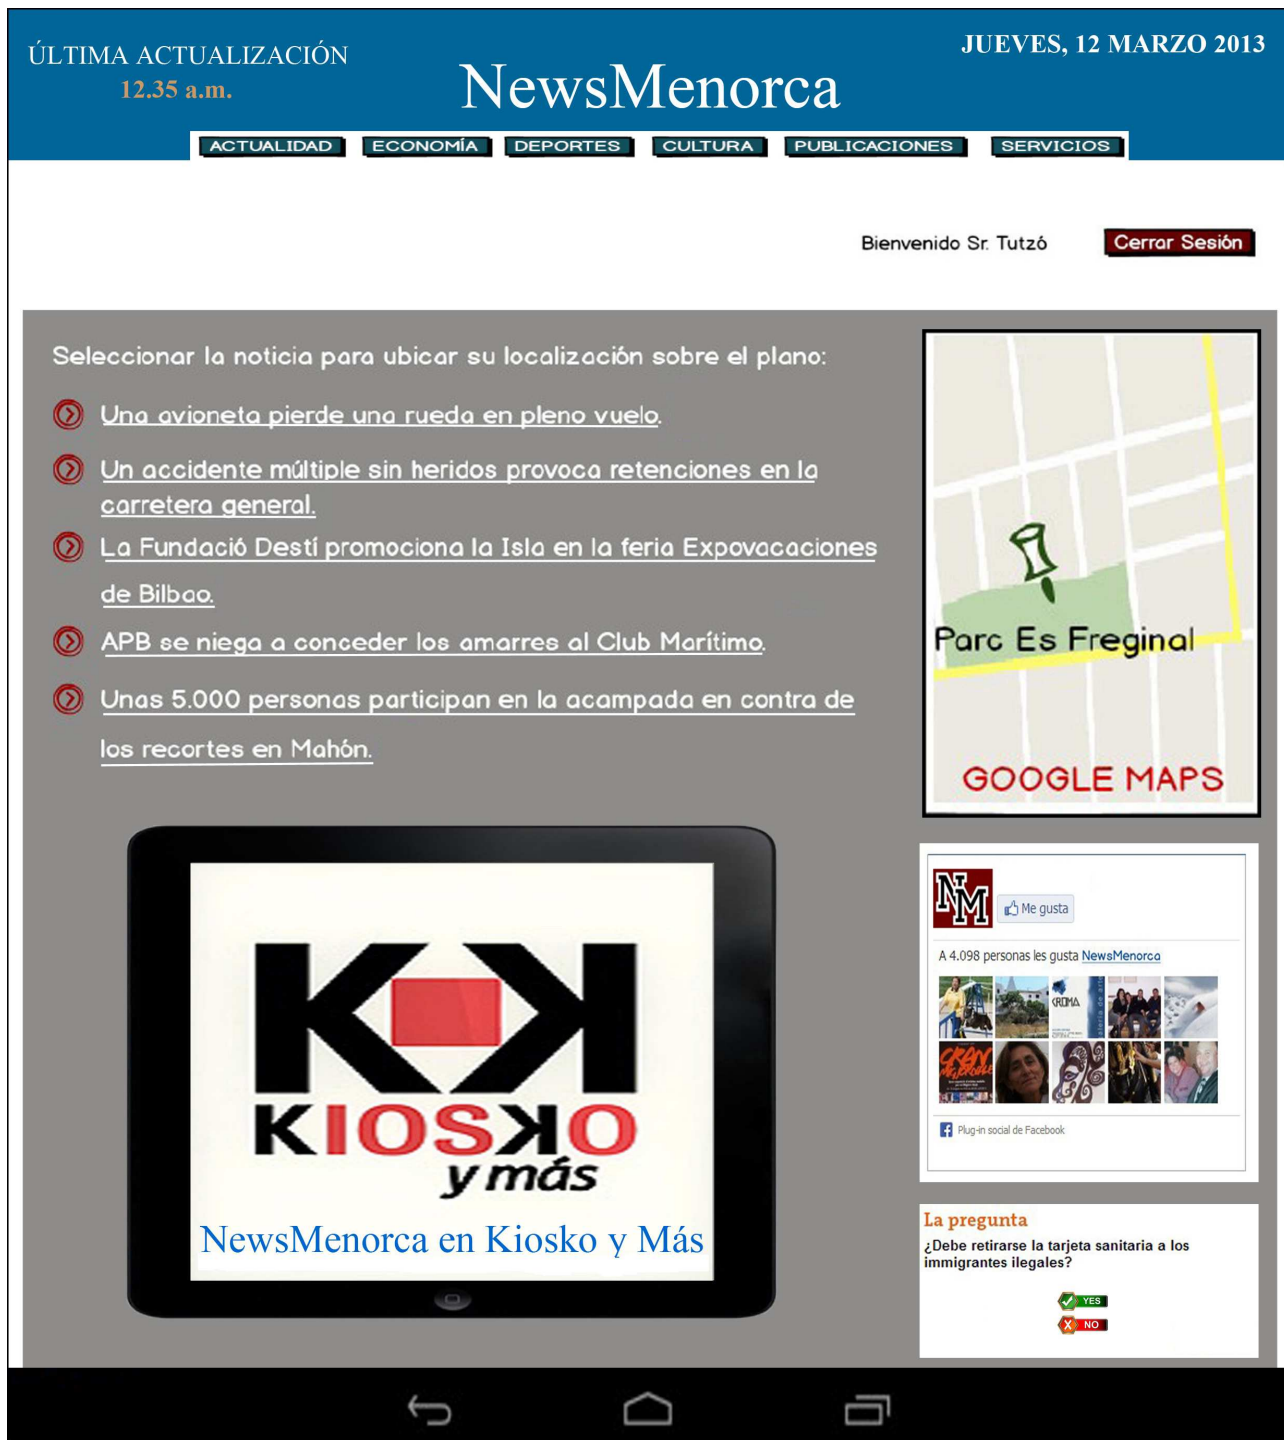 ÚLTIMA ACTUALIZACIÓN
12.35 a.m.
NewsMenorca
JUEVES, 12 MARZO 2013
ACTUALIDAD ECONOMÍA DEPORTES CULTURA PUBLICACIONES SERVICIOS
Bienvenido Sr. Tutzó
Cerrar Sesión
Seleccionar la noticia para ubicar su localización sobre el plano:
Una avioneta pierde una rueda en pleno vuelo.
Un accidente múltiple sin heridos provoca retenciones en la
carretera general.
La Fundació Destí promociona la Isla en la feria Expovacaciones
de Bilbao.
APB se niega a conceder los amarres al Club Marítimo.
Unas 5.000 personas participan en la acampada en contra de
los recortes en Mahón.
Parc Es Freginal
GOOGLE MAPS
KK
KIOSKO
y más
NewsMenorca en Kiosko y Más
NM
Me gusta
A 4.098 personas les gusta NewsMenorca
KROMA
GRAN
Plug-in social de Facebook
La pregunta
¿Debe retirarse la tarjeta sanitaria a los
immigrantes ilegales?
YES
NO